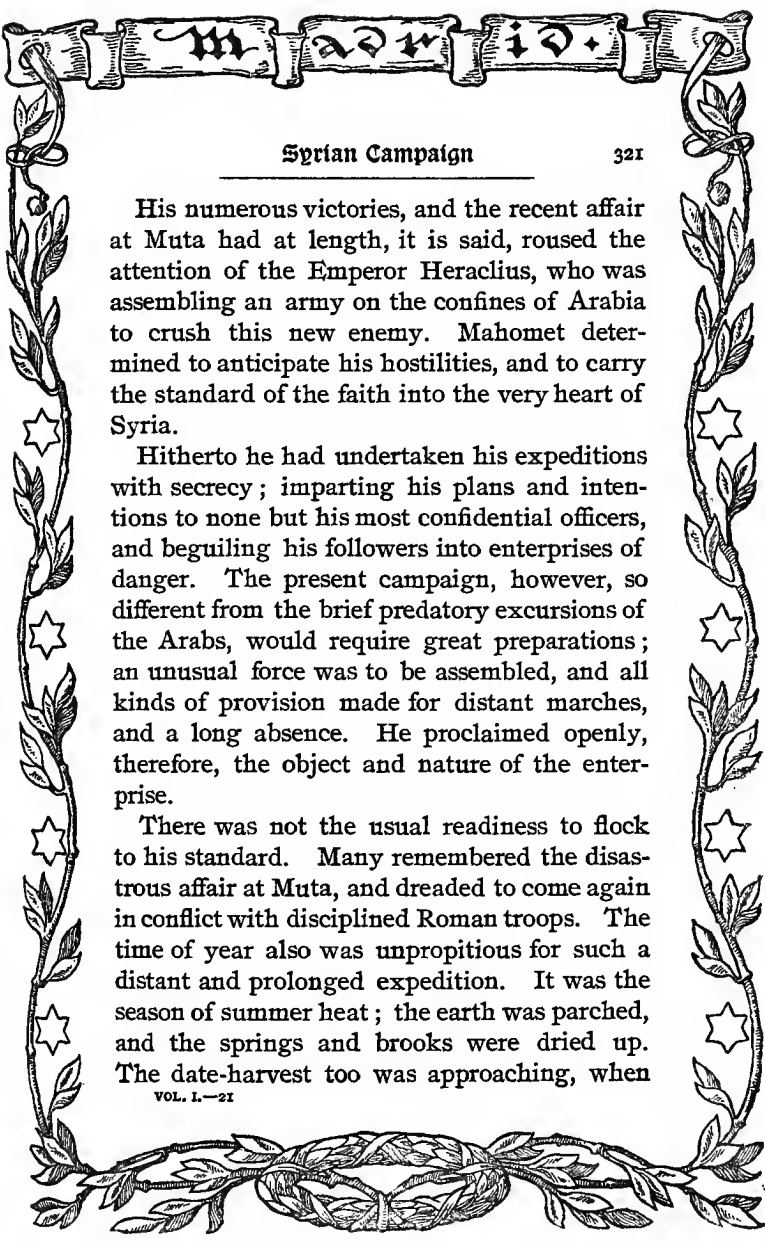 Madrid.
Syrian Campaign 321
His numerous victories, and the recent affair
at Muta had at length, it is said, roused the
attention of the Emperor Heraclius, who was
assembling an army on the confines of Arabia
to crush this new enemy. Mahomet deter-
mined to anticipate his hostilities, and to carry
the standard of the faith into the very heart of
Syria.
Hitherto he had undertaken his expeditions
with secrecy; imparting his plans and inten-
tions to none but his most confidential officers,
and beguiling his followers into enterprises of
danger. The present campaign, however, so
different from the brief predatory excursions of
the Arabs, would require great preparations;
an unusual force was to be assembled, and all
kinds of provision made for distant marches,
and a long absence. He proclaimed openly,
therefore, the object and nature of the enter-
prise.
There was not the usual readiness to flock
to his standard. Many remembered the disas-
trous affair at Muta, and dreaded to come again
in conflict with disciplined Roman troops. The
time of year also was unpropitious for such a
distant and prolonged expedition. It was the
season of summer heat; the earth was parched,
and the springs and brooks were dried up.
The date-harvest too was approaching, when
VOL. I.—21